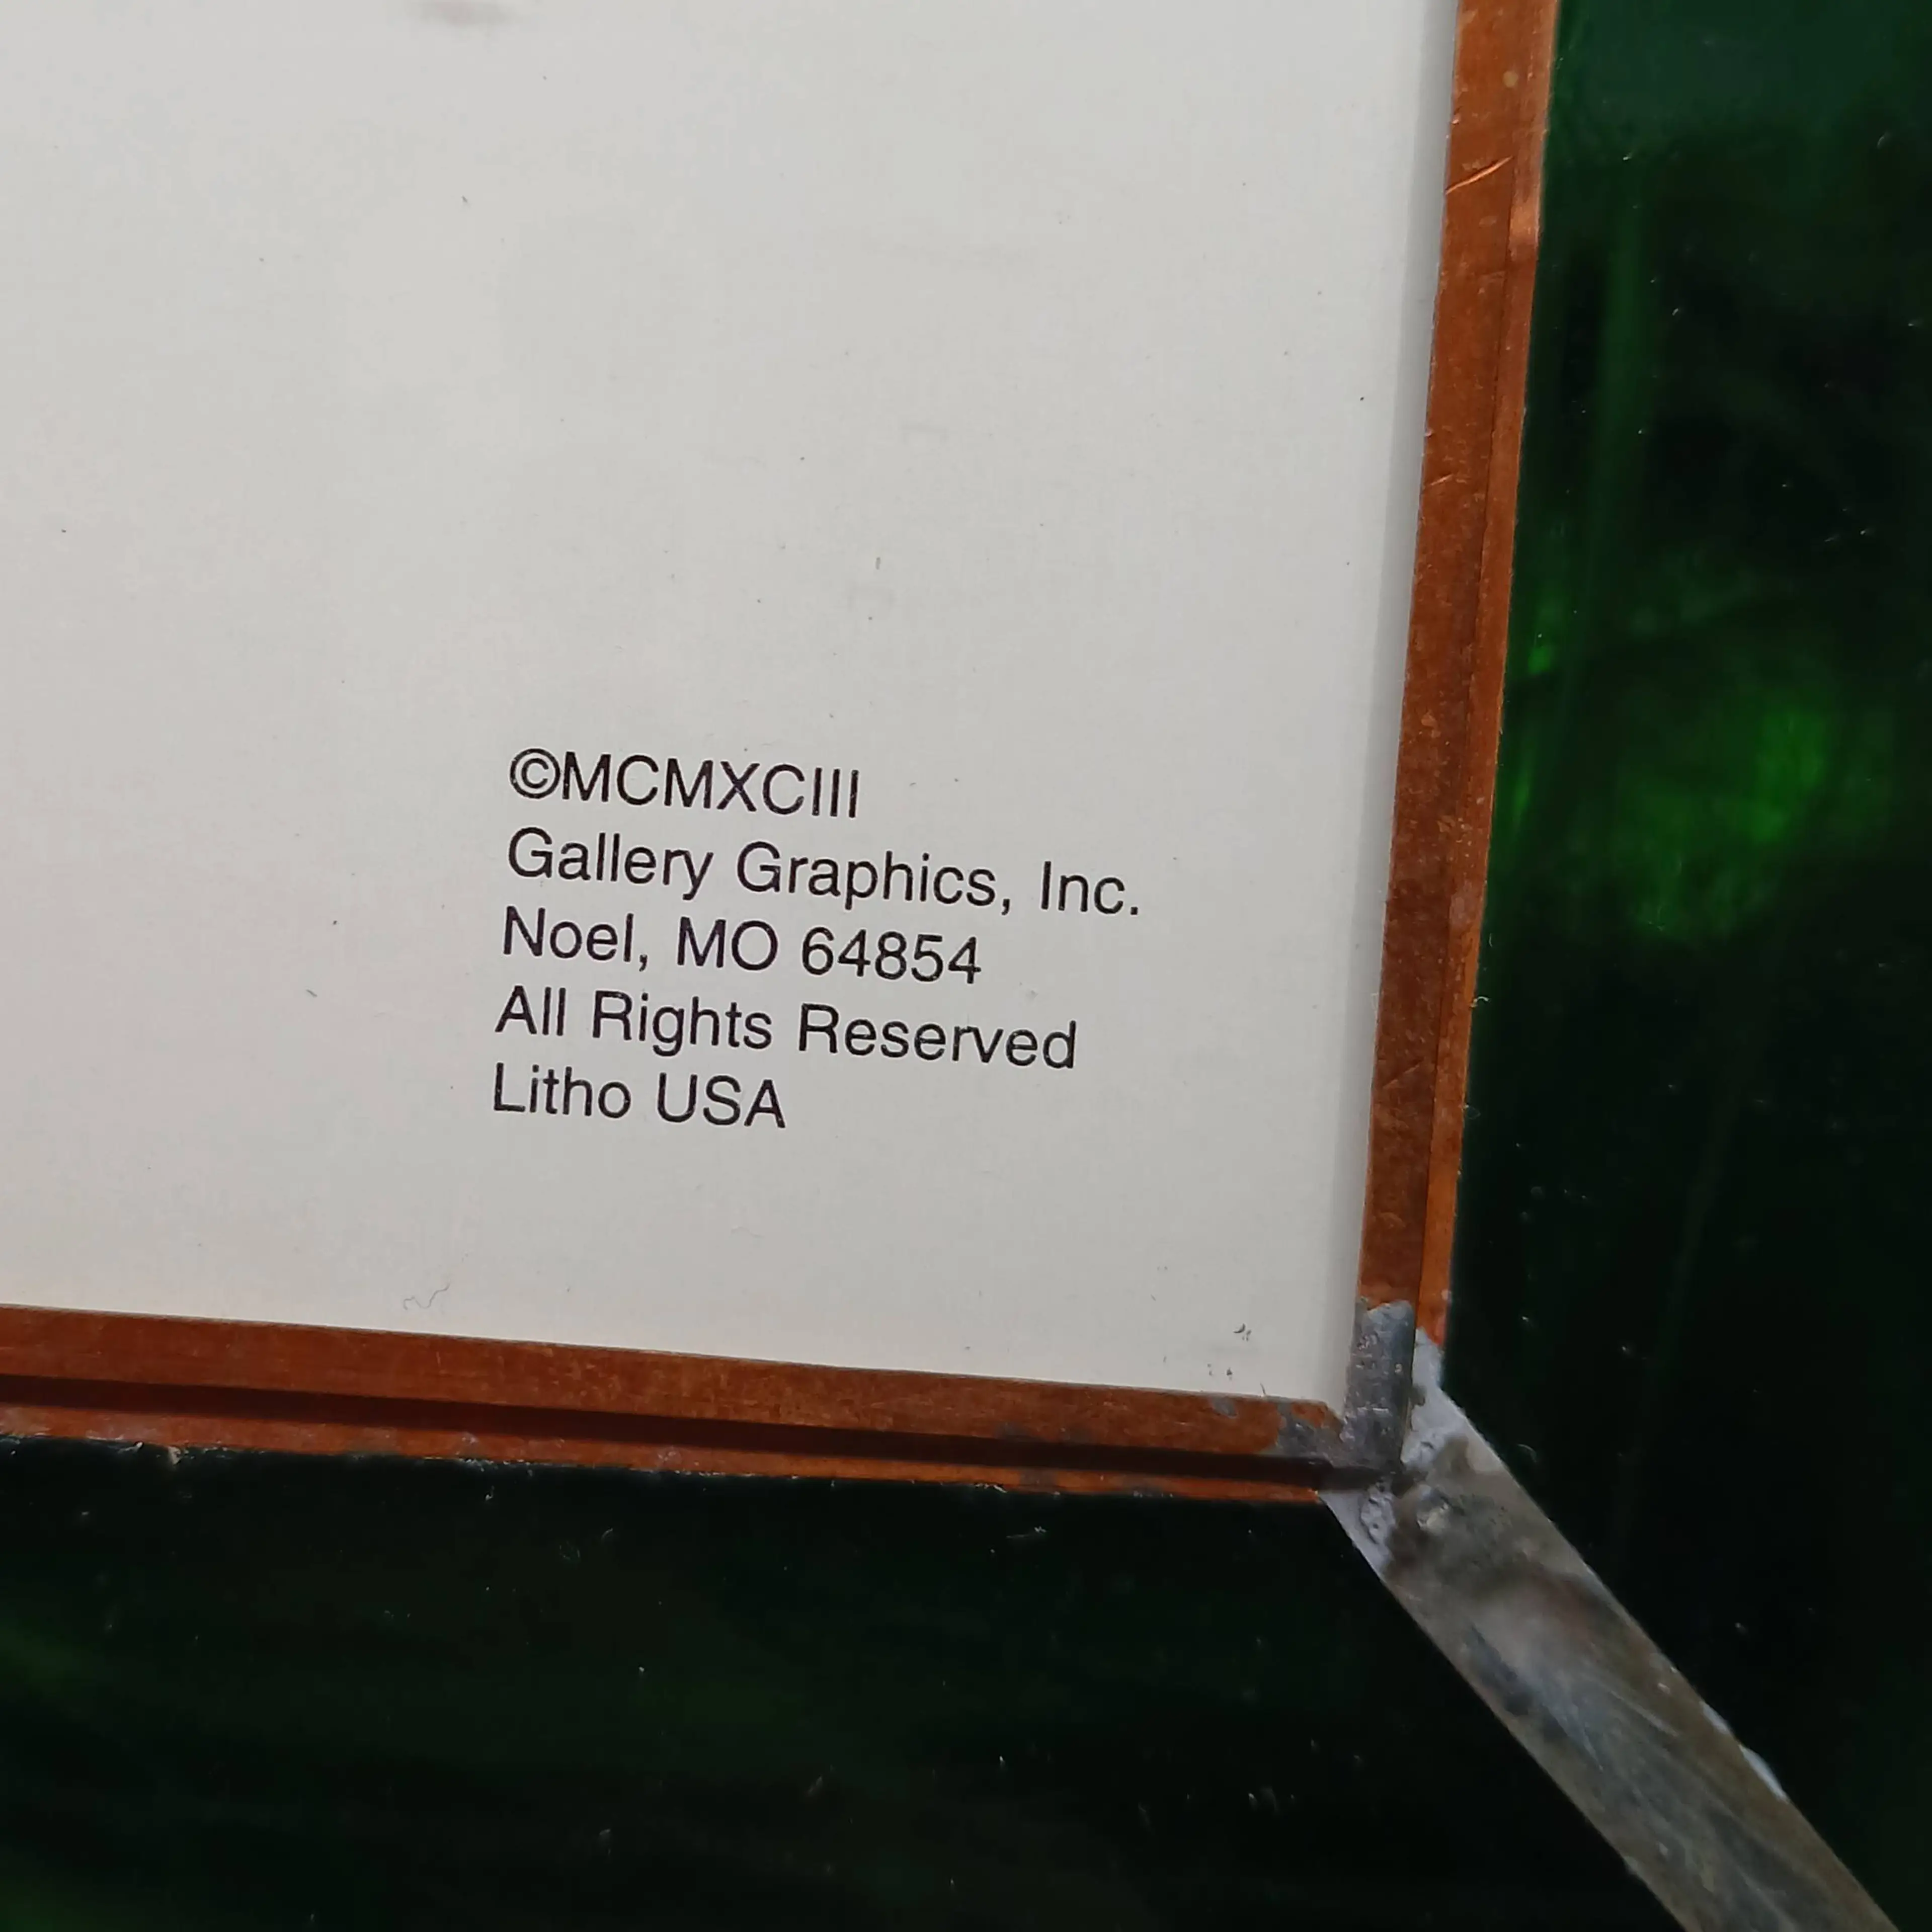 ©MCMXCIII
Gallery Graphics, Inc.
Noel, MO 64854
All Rights Reserved
Litho USA